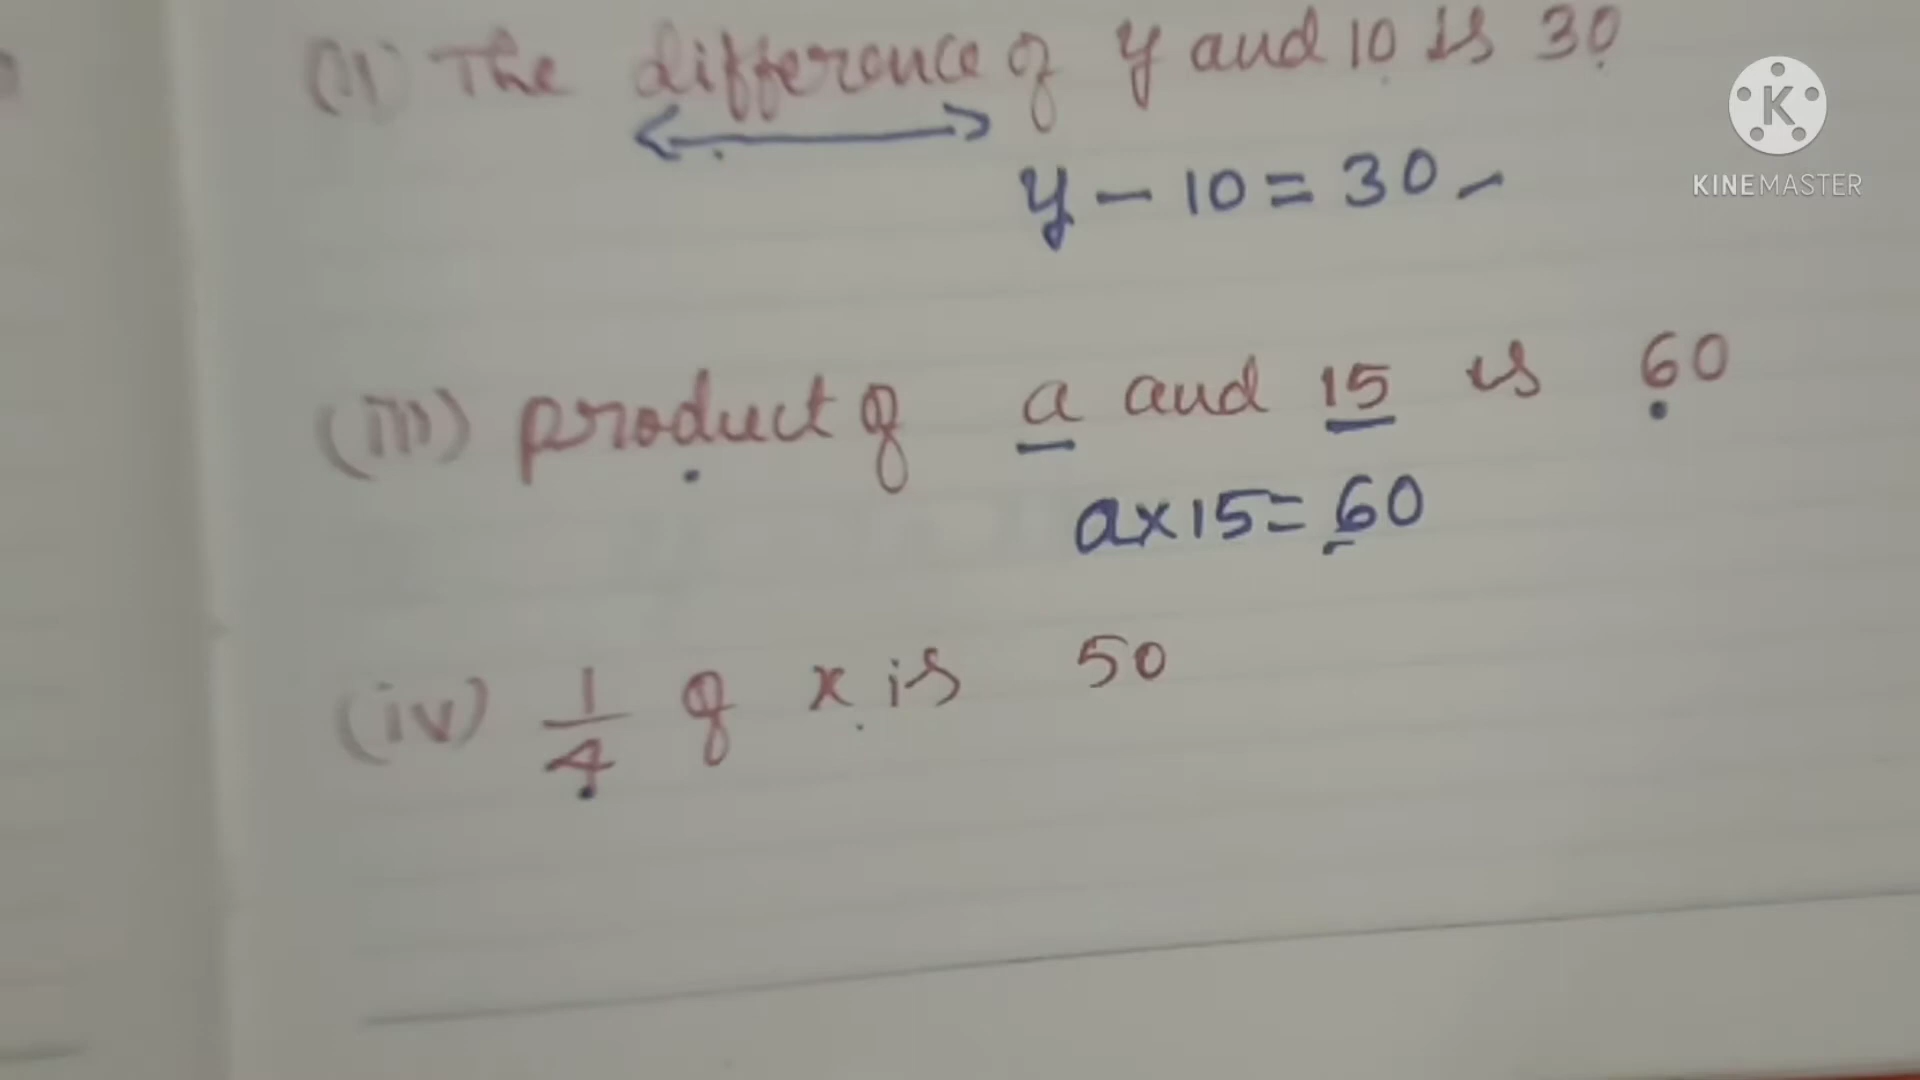 (ii) The difference of y and 10 is 30
y - 10 = 30
(iii) product of a and 15 is 60
a x 15 = 60
(iv) 1/4 of x is 50
KINEMASTER